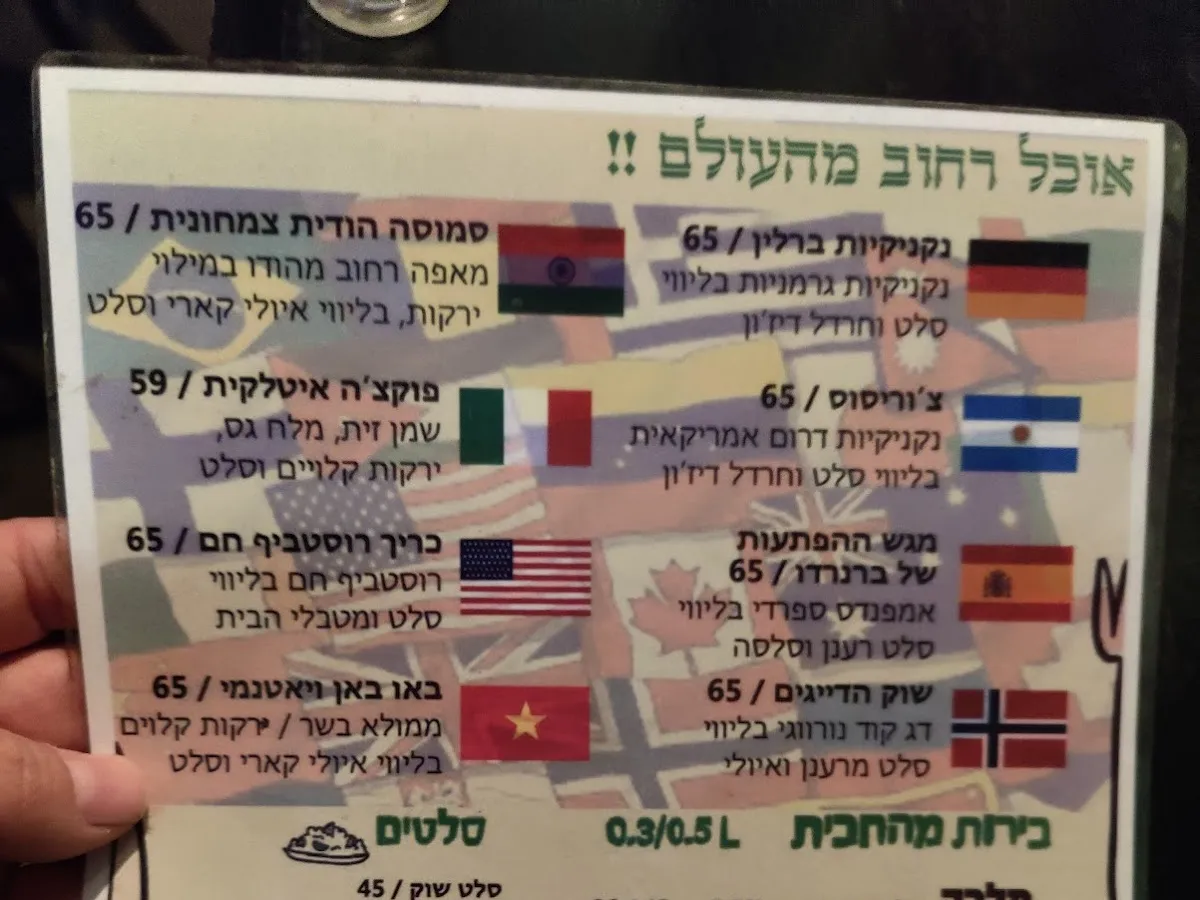 אוכל רחוב מהעולם !!
נקניקיות ברלין / 65
נקניקיות גרמניות בליווי
סלט וחרדל דיז'ון
צ'וריסוס / 65
נקניקיות דרום אמריקאית
בליווי סלט וחרדל דיז'ון
מגש ההפתעות
של ברנרדו / 65
אמפנדס ספרדי בליווי
סלט רענן וסלסה
שוק הדייגים / 65
דג קוד נורווגי בליווי
סלט מרענן ואיולי
סמוסה הודית צמחונית / 65
מאפה רחוב מהודו במילוי
ירקות, בליווי איולי קארי וסלט
פוקצ'ה איטלקית / 59
שמן זית, מלח גס,
ירקות קלויים וסלט
כריך רוסטביף חם / 65
רוסטביף חם בליווי
סלט ומטבלי הבית
באו באן ויאטנמי / 65
ממולא בשר / ירקות קלוים
בליווי איולי קארי וסלט
בירות מהחבית 0.3/0.5 L
סלטים
סלט שוק / 45